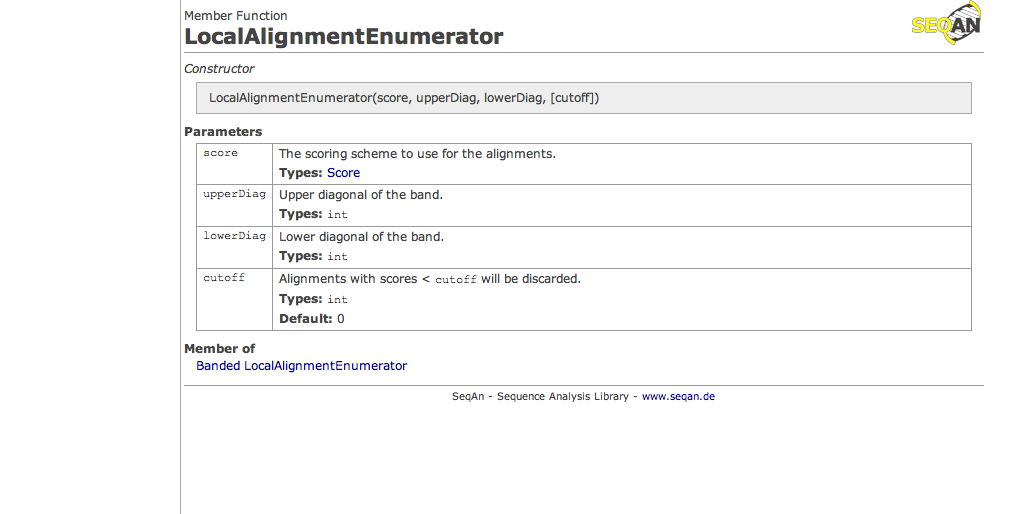 Member Function
SEQAN
LocalAlignmentEnumerator
Constructor
LocalAlignmentEnumerator(score, upperDiag, lowerDiag, [cutoff])
Parameters
score The scoring scheme to use for the alignments.
Types: Score
upperDiag Upper diagonal of the band.
Types: int
lowerDiag Lower diagonal of the band.
Types: int
cutoff Alignments with scores < cutoff will be discarded.
Types: int
Default: 0
Member of
Banded LocalAlignmentEnumerator
SeqAn - Sequence Analysis Library - www.seqan.de